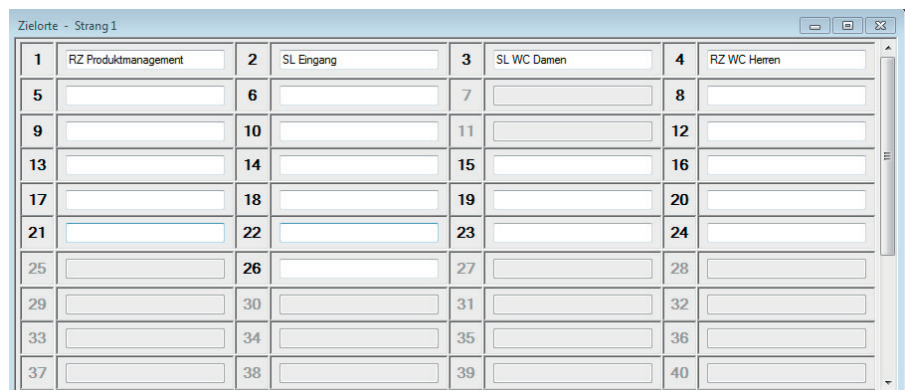 Zielorte - Strang 1
1 RZ Produktmanagement 2 SL Eingang 3 SL WC Damen 4 RZ WC Herren
5 6 7 8
9 10 11 12
13 14 15 16
17 18 19 20
21 22 23 24
25 26 27 28
29 30 31 32
33 34 35 36
37 38 39 40